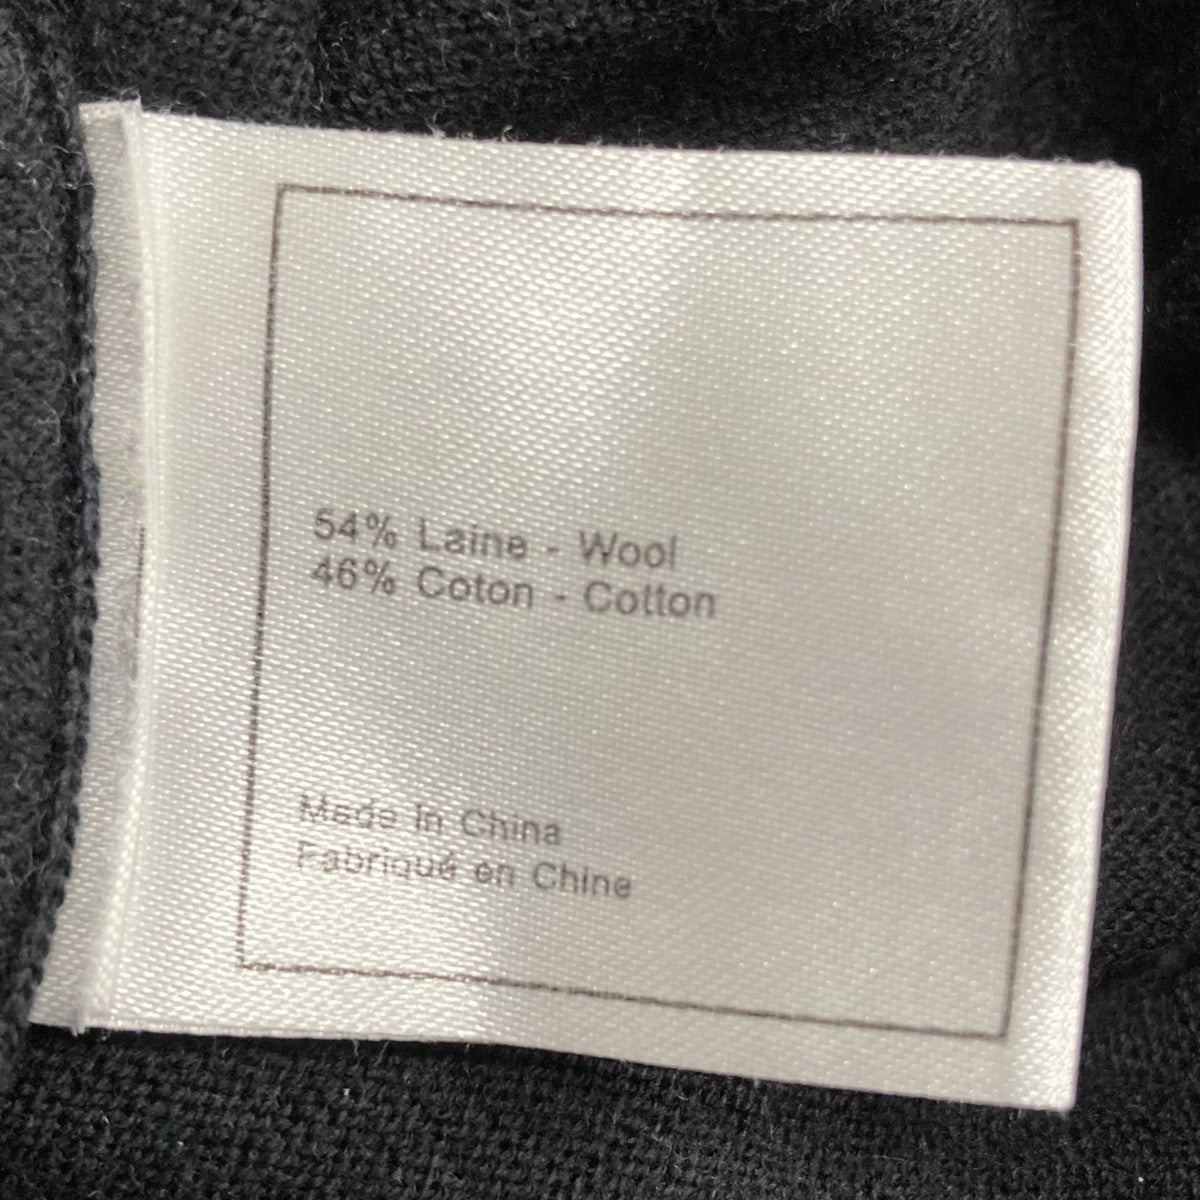 54% Laine - Wool
46% Coton - Cotton
Made in China
Fabriqué en Chine